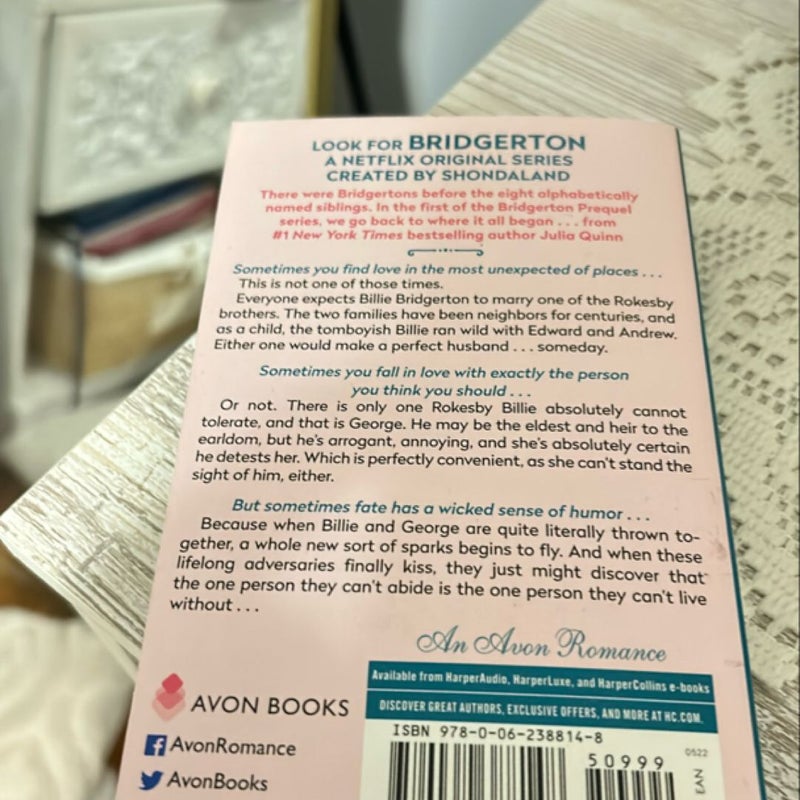 LOOK FOR BRIDGERTON
A NETFLIX ORIGINAL SERIES
CREATED BY SHONDALAND
There were Bridgertons before the eight alphabetically
named siblings. In the first of the Bridgerton Prequel
series, we go back to where it all began . . . from
#1 New York Times bestselling author Julia Quinn
Sometimes you find love in the most unexpected of places . . .
This is not one of those times.
Everyone expects Billie Bridgerton to marry one of the Rokesby
brothers. The two families have been neighbors for centuries, and
as a child, the tomboyish Billie ran wild with Edward and Andrew.
Either one would make a perfect husband . . . someday.
Sometimes you fall in love with exactly the person
you think you should . . .
Or not. There is only one Rokesby Billie absolutely cannot
tolerate, and that is George. He may be the eldest and heir to the
earldom, but he's arrogant, annoying, and she's absolutely certain
he detests her. Which is perfectly convenient, as she can't stand the
sight of him, either.
But sometimes fate has a wicked sense of humor . . .
Because when Billie and George are quite literally thrown to-
gether, a whole new sort of sparks begins to fly. And when these
lifelong adversaries finally kiss, they just might discover that
the one person they can't abide is the one person they can't live
without . . .
An Avon Romance
Available from HarperAudio, HarperLuxe, and HarperCollins e-books
DISCOVER GREAT AUTHORS, EXCLUSIVE OFFERS, AND MORE AT HC.COM.
AVON BOOKS
AvonRomance
AvonBooks
ISBN 978-0-06-238814-8
50999
0522
NY3